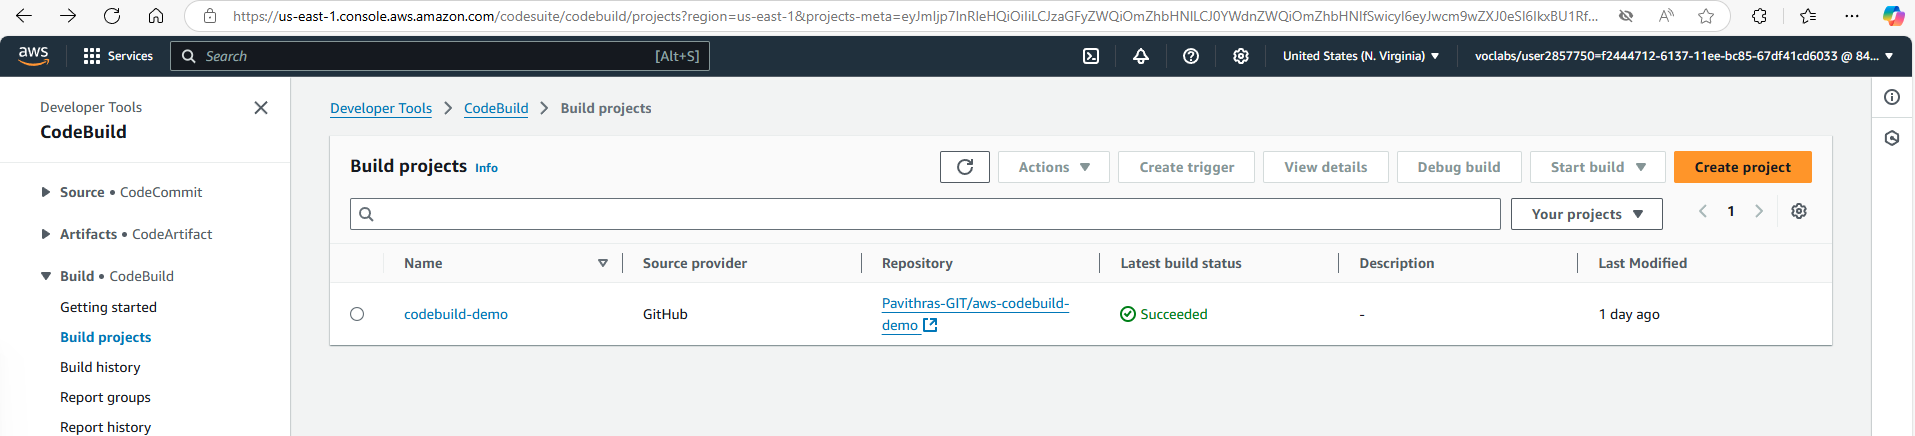 https://us-east-1.console.aws.amazon.com/codesuite/codebuild/projects?region=us-east-1&projects-meta=
aws
Services
Search
[Alt+S]
United States (N. Virginia)
voclabs/user2857750=f2444712-6137-11ee-bc85-67df41cd6033 @ 84...
Developer Tools
CodeBuild
Source • CodeCommit
Artifacts • CodeArtifact
Build • CodeBuild
Getting started
Build projects
Build history
Report groups
Report history
Developer Tools > CodeBuild > Build projects
Build projects Info
Actions
Create trigger
View details
Debug build
Start build
Create project
Your projects
1
Name Source provider Repository Latest build status Description Last Modified
codebuild-demo GitHub Pavithras-GIT/aws-codebuild-
demo Succeeded - 1 day ago